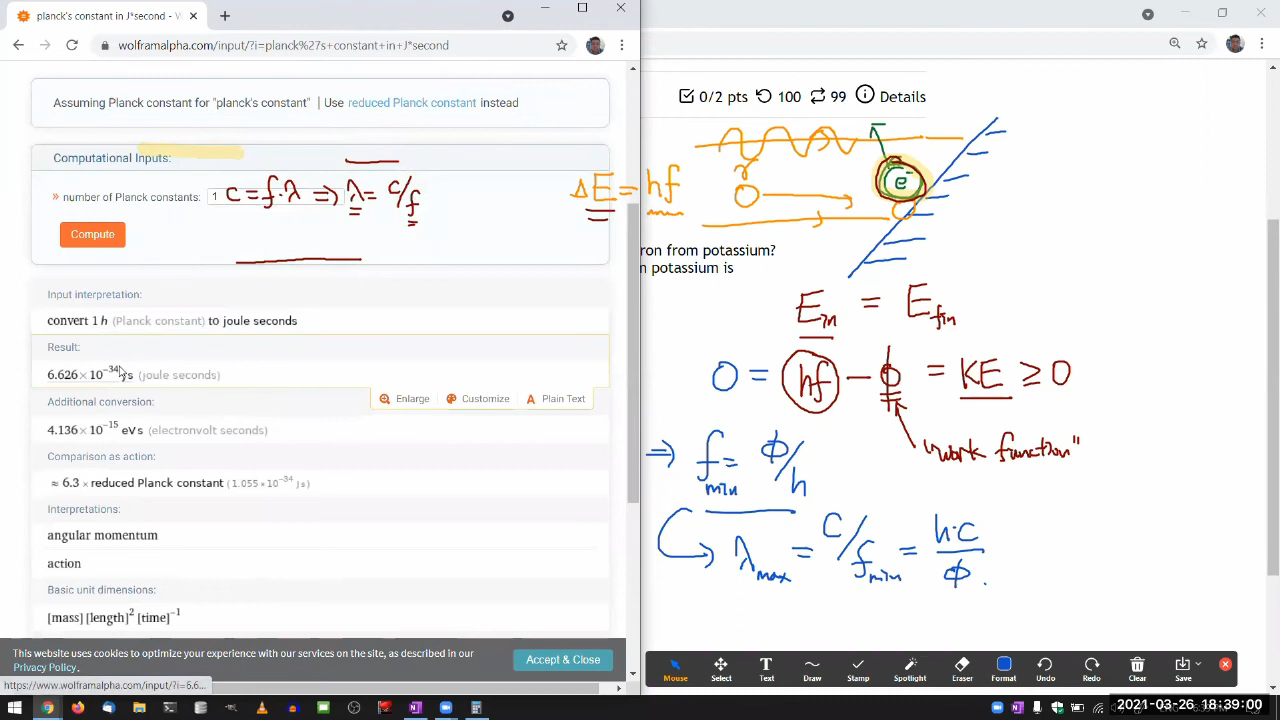 planck's constant in J*second - W
wolframalpha.com/input/?i=planck%27s+constant+in+J*second
Assuming Planck constant for "planck's constant" | Use reduced Planck constant instead
Computational Inputs:
» number of Planck constants: 1
C = f·λ ⇒ λ = C/f
Compute
Input interpretation:
convert 1 h (Planck constant) to joule seconds
Result:
6.626×10⁻³⁴ J s (joule seconds)
Enlarge Customize A Plain Text
Additional conversion:
4.136×10⁻¹⁵ eV s (electronvolt seconds)
Comparison as action:
≈ 6.3 × reduced Planck constant (1.055×10⁻³⁴ J s)
Interpretations:
angular momentum
action
Basic unit dimensions:
[mass] [length]² [time]⁻¹
This website uses cookies to optimize your experience with our services on the site, as described in our
Privacy Policy.
Accept & Close
https://www.wolframalpha.com/input/?i=6.6...
0/2 pts 100 99 Details
γ
e⁻
ΔE = hf
min
ron from potassium?
n potassium is
E in = E fin
0 = hf − ϕ = KE ≥ 0
"work function"
⇒ f min = ϕ/h
λ max = C/f min = h·c/ϕ.
Mouse Select Text Draw Stamp Spotlight Eraser Format Undo Redo Clear Save
2021-03-26 18:39:00